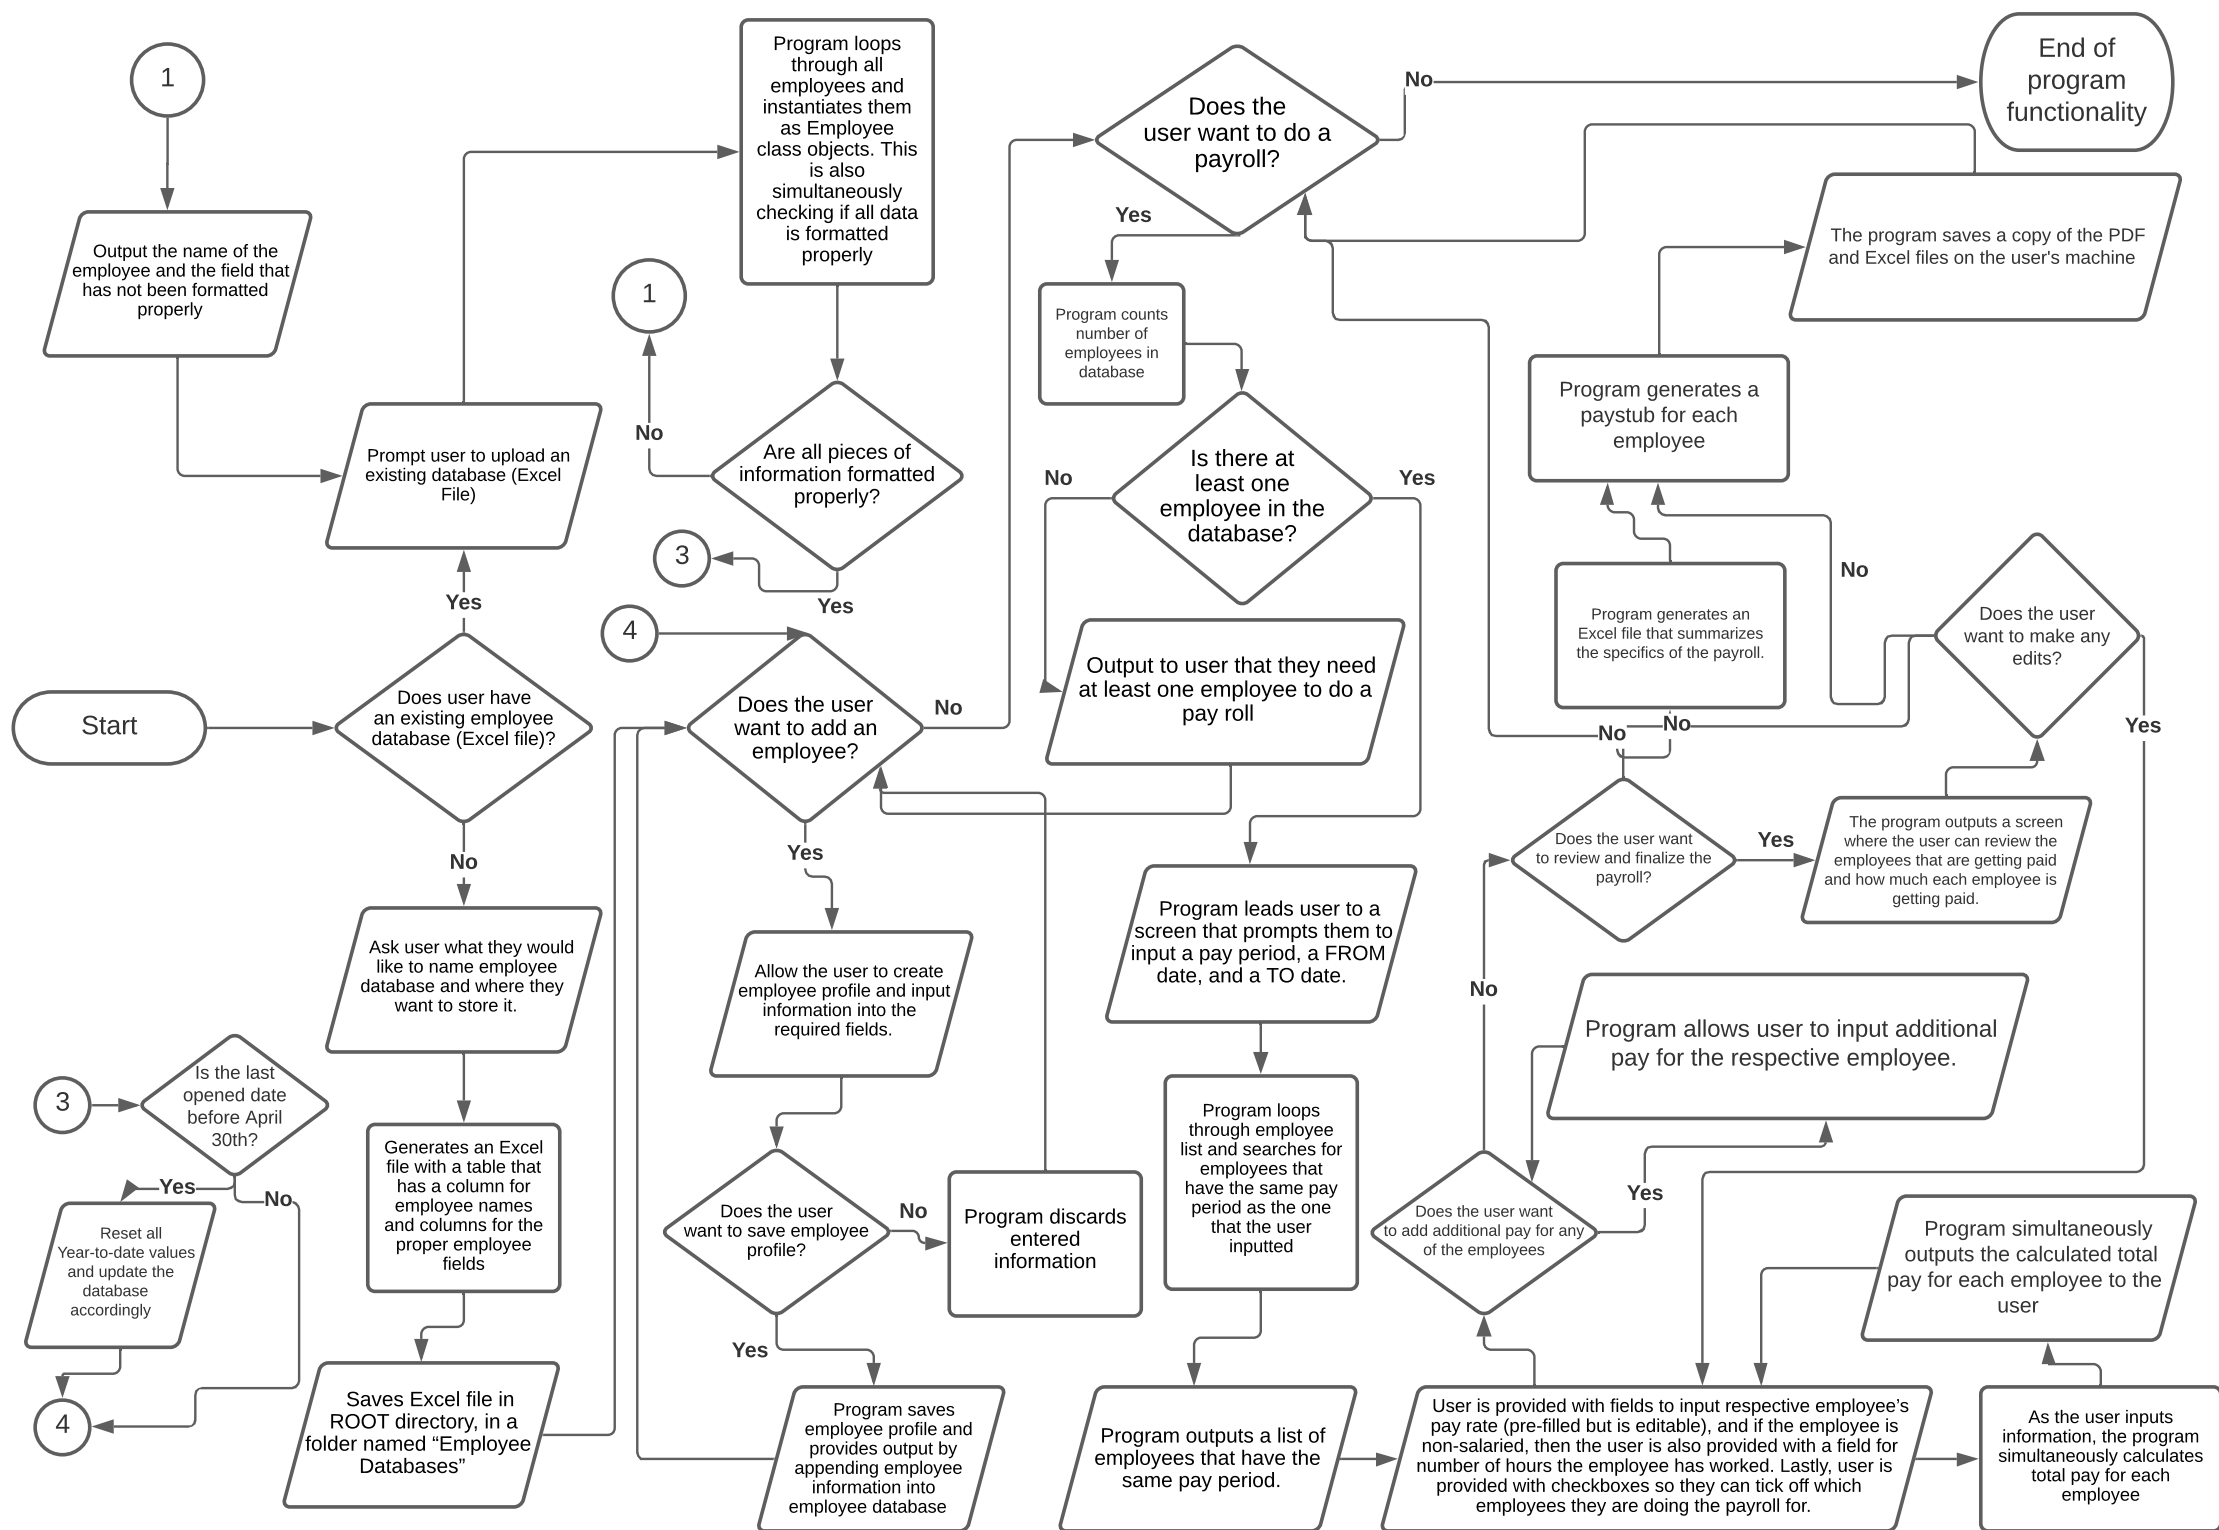 1
Output the name of the
employee and the field that
has not been formatted
properly
Prompt user to upload an
existing database (Excel
File)
Yes
Start
Does user have
an existing employee
database (Excel file)?
No
Ask user what they would
like to name employee
database and where they
want to store it.
Generates an Excel
file with a table that
has a column for
employee names
and columns for the
proper employee
fields
Saves Excel file in
ROOT directory, in a
folder named “Employee
Databases”
3
Is the last
opened date
before April
30th?
Yes
No
Reset all
Year-to-date values
and update the
database
accordingly
4
Program loops
through all
employees and
instantiates them
as Employee
class objects. This
is also
simultaneously
checking if all data
is formatted
properly
1
No
Are all pieces of
information formatted
properly?
3
Yes
4
Does the user
want to add an
employee?
No
Yes
Allow the user to create
employee profile and input
information into the
required fields.
Does the user
want to save employee
profile?
No
Program discards
entered
information
Yes
Program saves
employee profile and
provides output by
appending employee
information into
employee database
Does the
user want to do a
payroll?
No
End of
program
functionality
Yes
Program counts
number of
employees in
database
Is there at
least one
employee in the
database?
No
Yes
Output to user that they need
at least one employee to do a
pay roll
Program leads user to a
screen that prompts them to
input a pay period, a FROM
date, and a TO date.
Program loops
through employee
list and searches for
employees that
have the same pay
period as the one
that the user
inputted
Program outputs a list of
employees that have the
same pay period.
User is provided with fields to input respective employee’s
pay rate (pre-filled but is editable), and if the employee is
non-salaried, then the user is also provided with a field for
number of hours the employee has worked. Lastly, user is
provided with checkboxes so they can tick off which
employees they are doing the payroll for.
As the user inputs
information, the program
simultaneously calculates
total pay for each
employee
Program simultaneously
outputs the calculated total
pay for each employee to the
user
Does the user want
to add additional pay for any
of the employees
Yes
Program allows user to input additional
pay for the respective employee.
No
Does the user want
to review and finalize the
payroll?
Yes
The program outputs a screen
where the user can review the
employees that are getting paid
and how much each employee is
getting paid.
No
No
Does the user
want to make any
edits?
Yes
No
Program generates an
Excel file that summarizes
the specifics of the payroll.
Program generates a
paystub for each
employee
The program saves a copy of the PDF
and Excel files on the user's machine